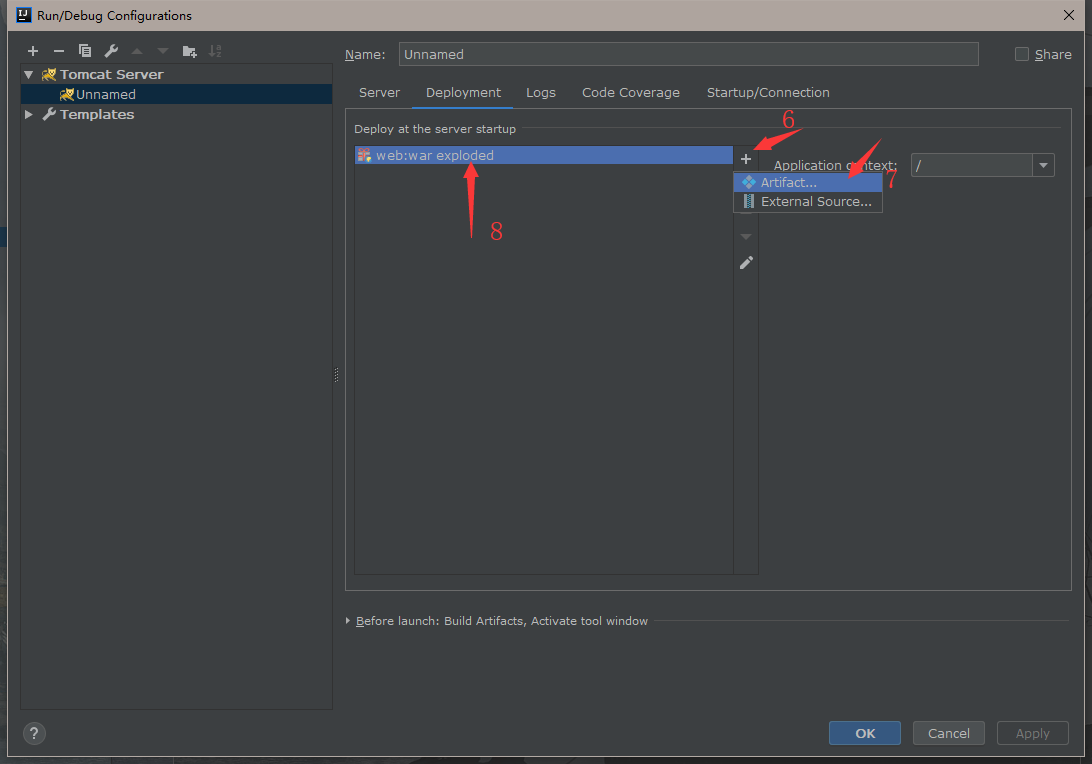 Run/Debug Configurations
Name: Unnamed
Share
Tomcat Server
Unnamed
Templates
Server Deployment Logs Code Coverage Startup/Connection
6
Deploy at the server startup
web:war exploded
Application context: /
Artifact...
7
External Source...
8
Before launch: Build Artifacts, Activate tool window
?
OK Cancel Apply